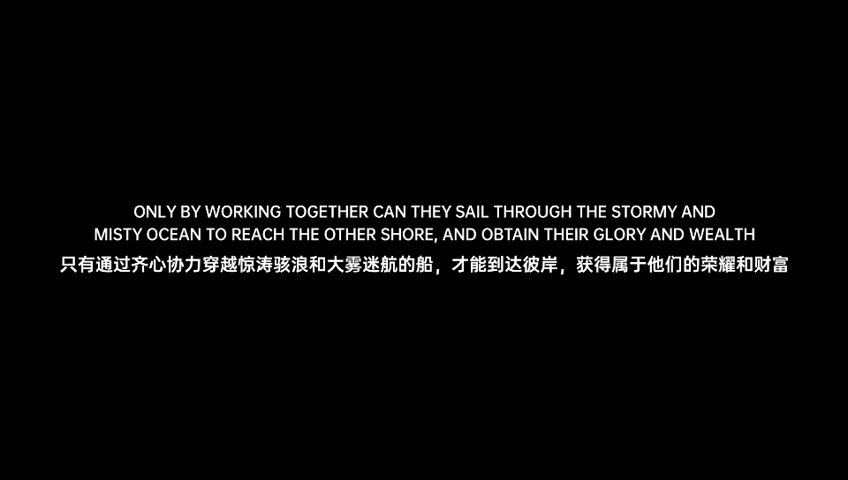 ONLY BY WORKING TOGETHER CAN THEY SAIL THROUGH THE STORMY AND
MISTY OCEAN TO REACH THE OTHER SHORE, AND OBTAIN THEIR GLORY AND WEALTH
只有通过齐心协力穿越惊涛骇浪和大雾迷航的船，才能到达彼岸，获得属于他们的荣耀和财富